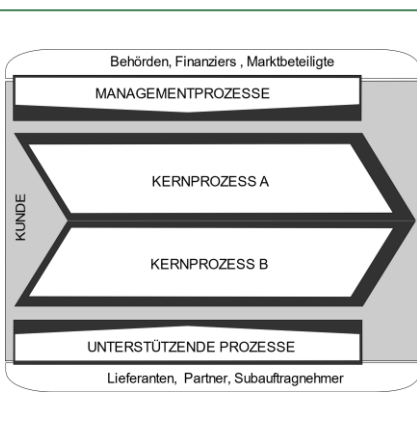 Behörden, Finanziers , Marktbeteiligte
MANAGEMENTPROZESSE
KUNDE
KERNPROZESS A
KERNPROZESS B
UNTERSTÜTZENDE PROZESSE
Lieferanten, Partner, Subauftragnehmer